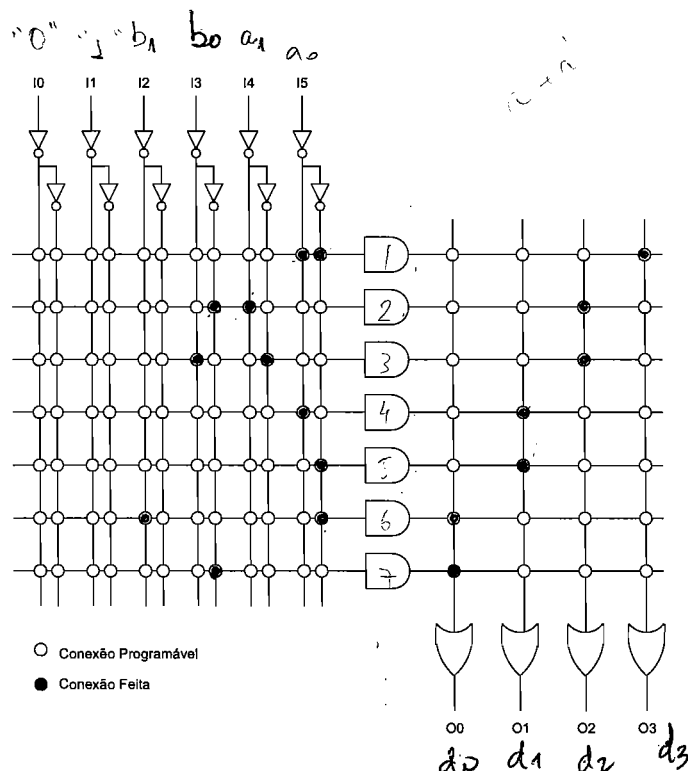 "0" "1" b1 b0 a1 a0
I0 I1 I2 I3 I4 I5
1
2
3
4
5
6
7
Conexão Programável
Conexão Feita
O0 O1 O2 O3
d0 d1 d2 d3